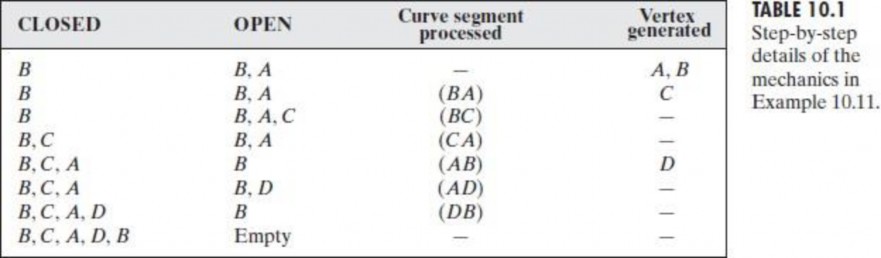 CLOSED OPEN Curve segment processed Vertex generated
B B, A — A, B
B B, A (BA) C
B B, A, C (BC) —
B, C B, A (CA) —
B, C, A B (AB) D
B, C, A B, D (AD) —
B, C, A, D B (DB) —
B, C, A, D, B Empty — —
TABLE 10.1
Step-by-step
details of the
mechanics in
Example 10.11.